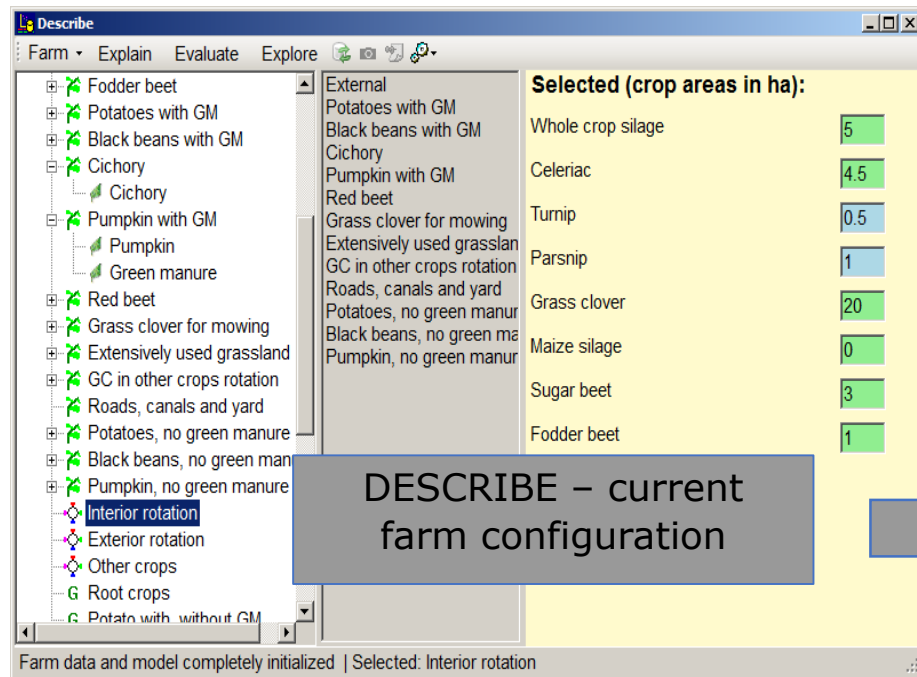 Describe
Farm Explain Evaluate Explore
Fodder beet
Potatoes with GM
Black beans with GM
Cichory
Cichory
Pumpkin with GM
Pumpkin
Green manure
Red beet
Grass clover for mowing
Extensively used grassland
GC in other crops rotation
Roads, canals and yard
Potatoes, no green manure
Black beans, no green man
Pumpkin, no green manure
Interior rotation
Exterior rotation
Other crops
G Root crops
G Potato with, without GM
External
Potatoes with GM
Black beans with GM
Cichory
Pumpkin with GM
Red beet
Grass clover for mowing
Extensively used grasslan
GC in other crops rotation
Roads, canals and yard
Potatoes, no green manur
Black beans, no green ma
Pumpkin, no green manur
Selected (crop areas in ha):
Whole crop silage 5
Celeriac 4.5
Turnip 0.5
Parsnip 1
Grass clover 20
Maize silage 0
Sugar beet 3
Fodder beet 1
DESCRIBE – current
farm configuration
Farm data and model completely initialized | Selected: Interior rotation